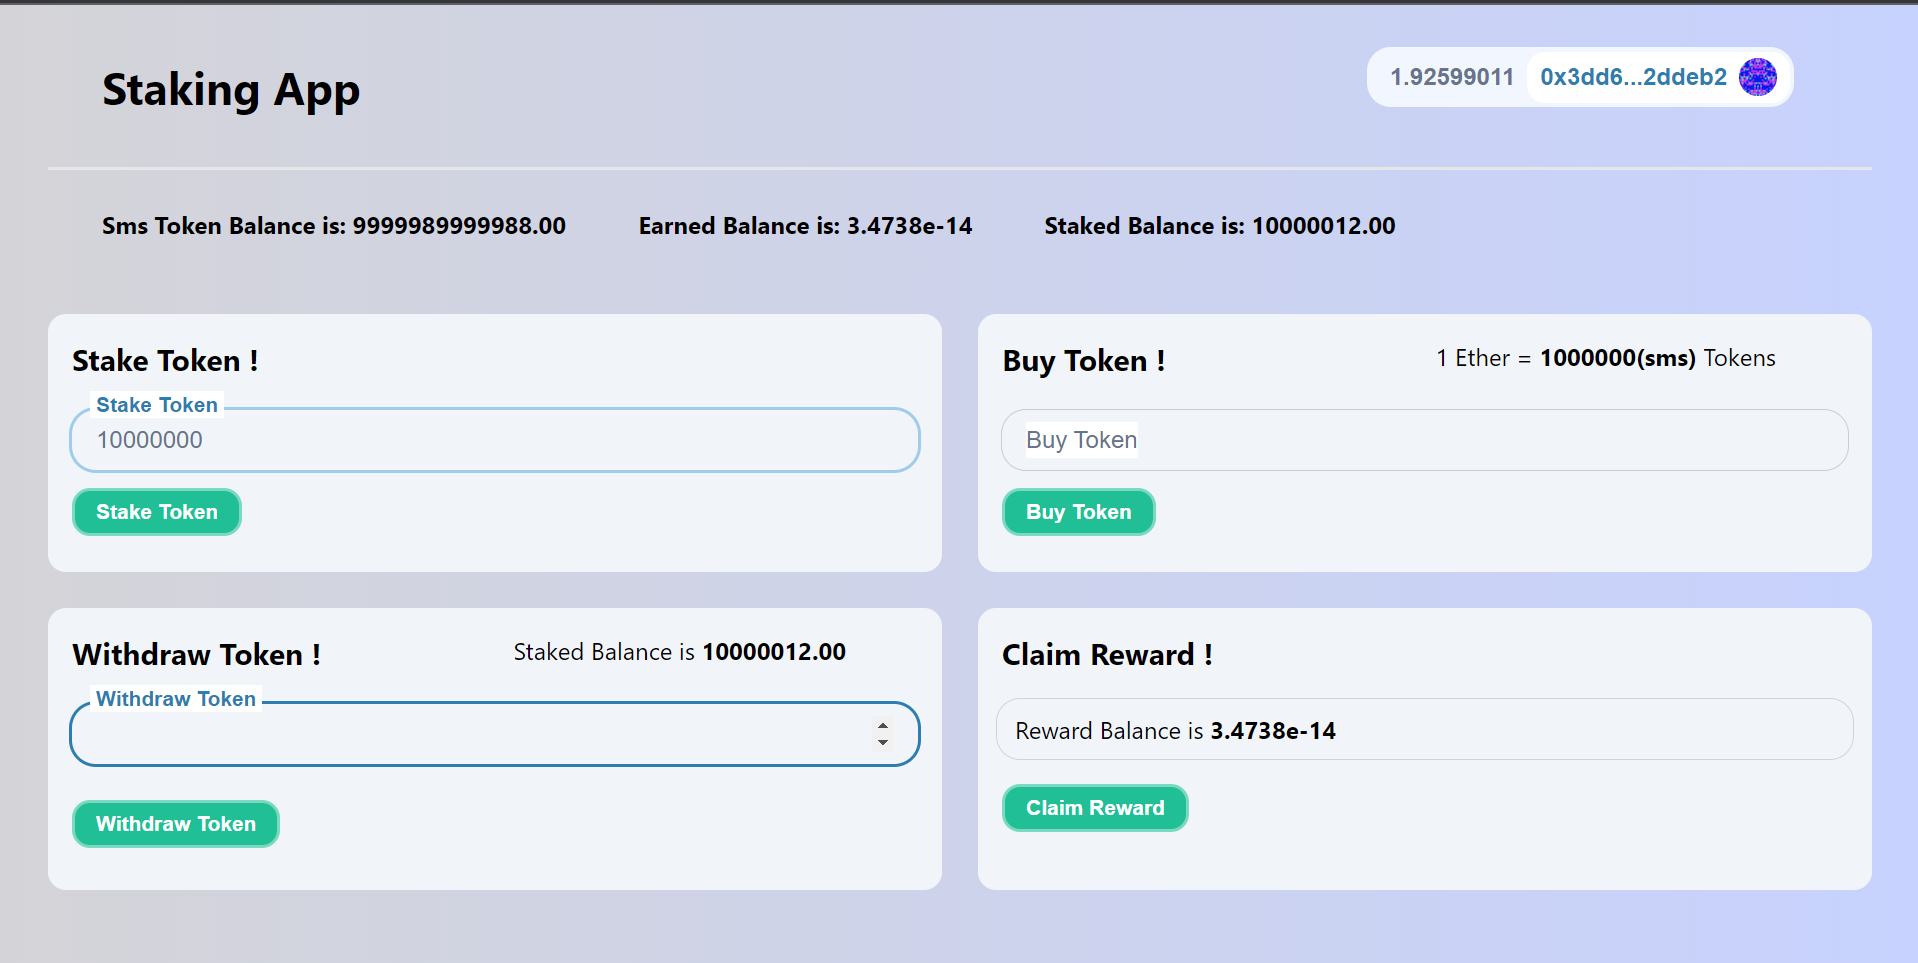 Staking App
1.92599011 0x3dd6...2ddeb2
Sms Token Balance is: 9999989999988.00 Earned Balance is: 3.4738e-14 Staked Balance is: 10000012.00
Stake Token !
Stake Token
10000000
Stake Token
Buy Token !
1 Ether = 1000000(sms) Tokens
Buy Token
Buy Token
Withdraw Token !
Staked Balance is 10000012.00
Withdraw Token
Withdraw Token
Claim Reward !
Reward Balance is 3.4738e-14
Claim Reward